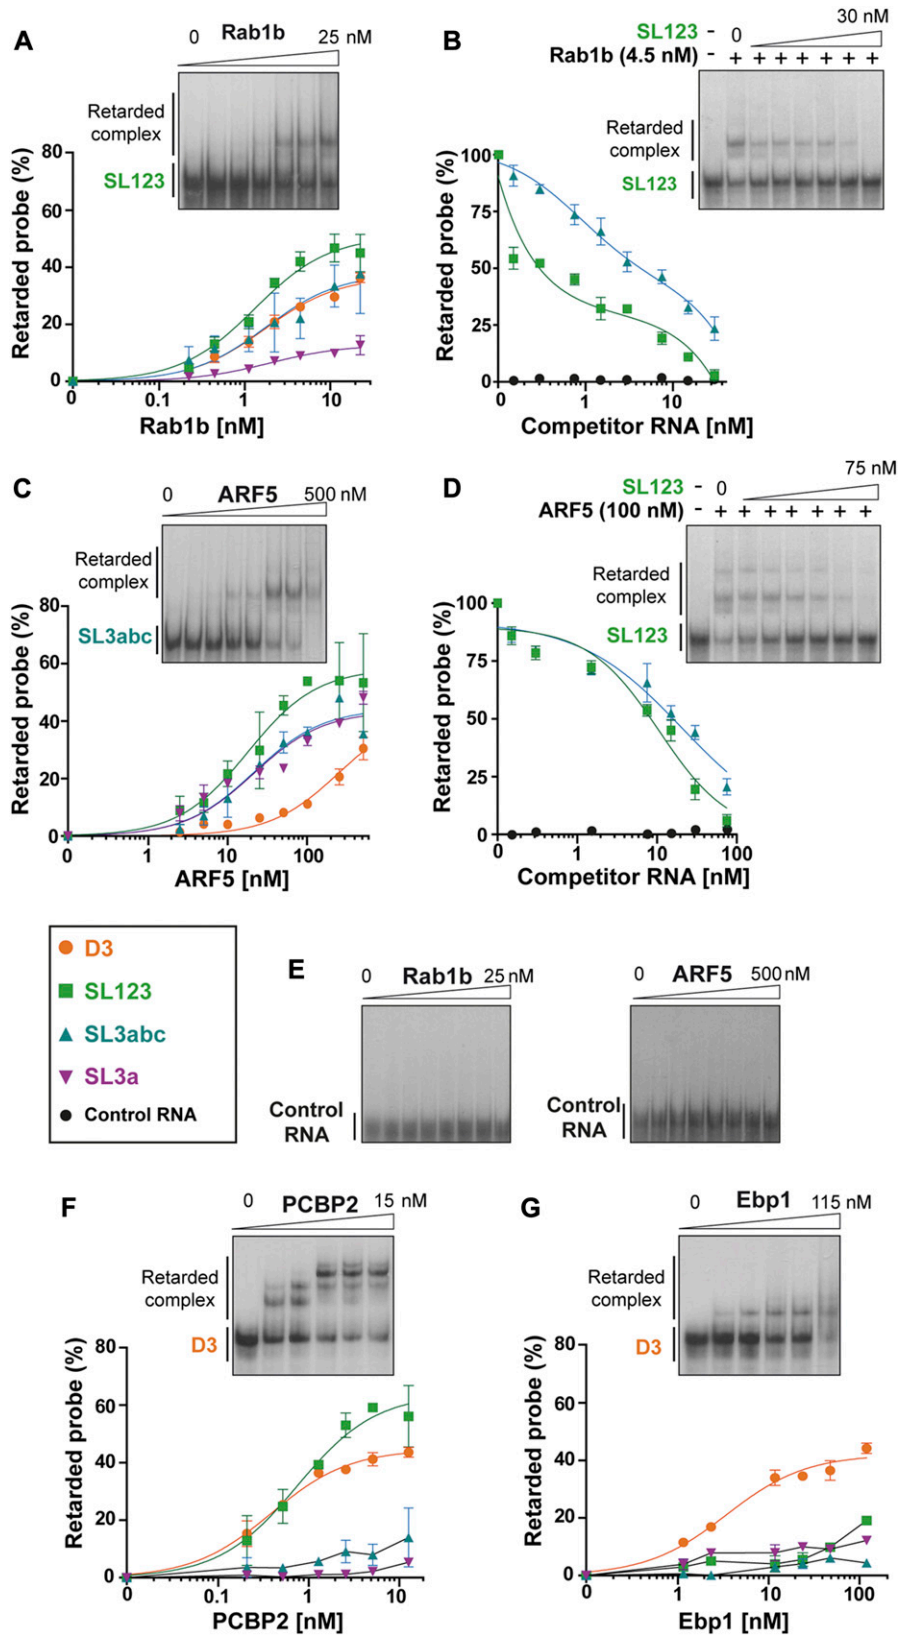 A
Rab1b
0 25 nM
Retarded complex
SL123
Retarded probe (%)
80
60
40
20
0
0 0.1 1 10
Rab1b [nM]
B
SL123 - 0 30 nM
Rab1b (4.5 nM) - + + + + + + +
Retarded complex
SL123
Retarded probe (%)
100
75
50
25
0
0 1 10
Competitor RNA [nM]
C
ARF5
0 500 nM
Retarded complex
SL3abc
Retarded probe (%)
80
60
40
20
0
0 1 10 100
ARF5 [nM]
D
SL123 - 0 75 nM
ARF5 (100 nM) - + + + + + + +
Retarded complex
SL123
Retarded probe (%)
100
75
50
25
0
0 1 10 100
Competitor RNA [nM]
D3
SL123
SL3abc
SL3a
Control RNA
E
0 Rab1b 25 nM
Control RNA
0 ARF5 500 nM
Control RNA
F
0 PCBP2 15 nM
Retarded complex
D3
Retarded probe (%)
80
60
40
20
0
0 0.1 1 10
PCBP2 [nM]
G
0 Ebp1 115 nM
Retarded complex
D3
Retarded probe (%)
80
60
40
20
0
0 1 10 100
Ebp1 [nM]